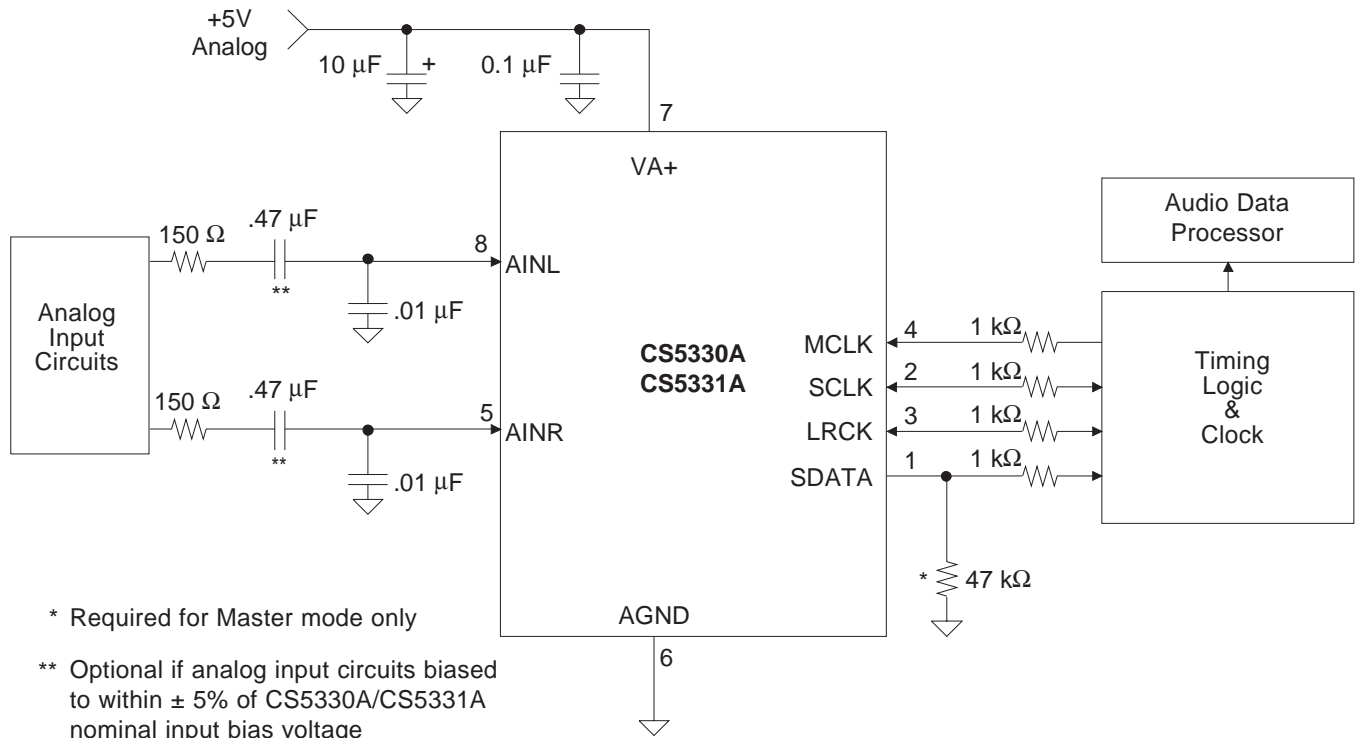 +5V
Analog
10 µF
+
0.1 µF
7
VA+
150 Ω
.47 µF
**
8
AINL
.01 µF
Analog
Input
Circuits
150 Ω
.47 µF
**
5
AINR
.01 µF
CS5330A
CS5331A
MCLK
4
1 kΩ
SCLK
2
1 kΩ
LRCK
3
1 kΩ
SDATA
1
1 kΩ
Audio Data
Processor
Timing
Logic
&
Clock
* 47 kΩ
AGND
6
* Required for Master mode only
** Optional if analog input circuits biased
to within ± 5% of CS5330A/CS5331A
nominal input bias voltage